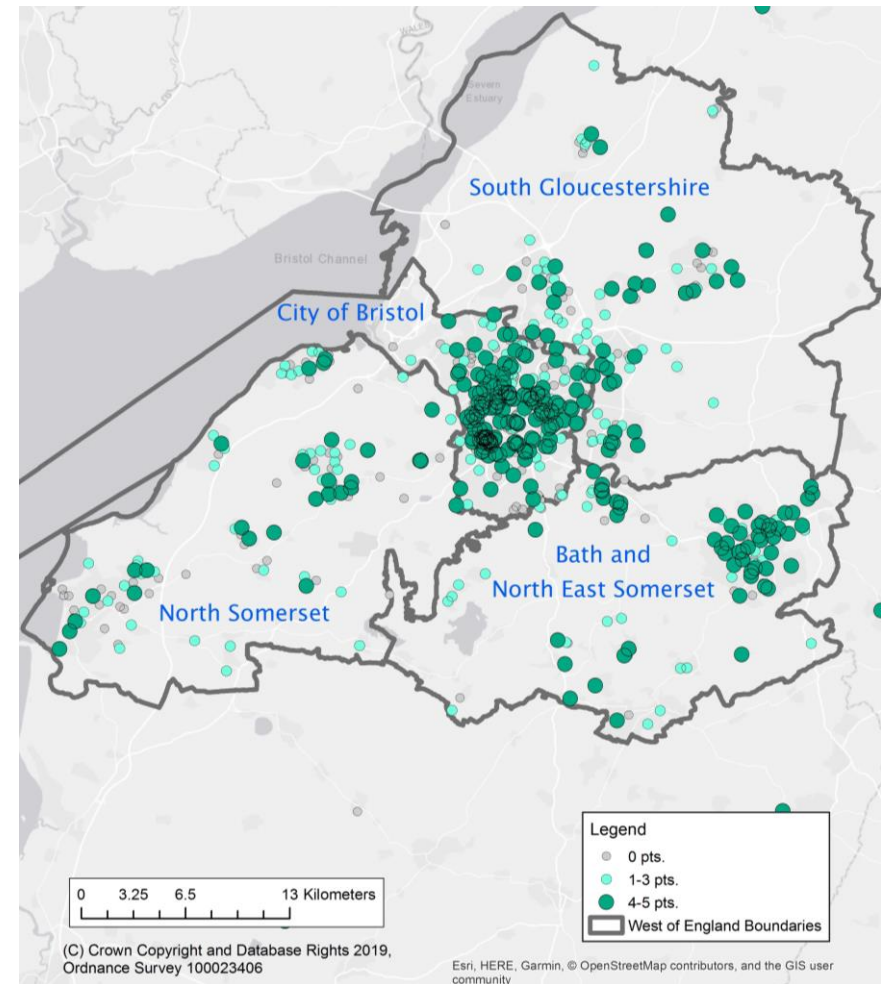 WALES
Severn
Estuary
South Gloucestershire
Bristol Channel
City of Bristol
Bath and
North East Somerset
North Somerset
Legend
0 pts.
1-3 pts.
4-5 pts.
West of England Boundaries
0 3.25 6.5 13 Kilometers
(C) Crown Copyright and Database Rights 2019,
Ordnance Survey 100023406
Esri, HERE, Garmin, © OpenStreetMap contributors, and the GIS user
community